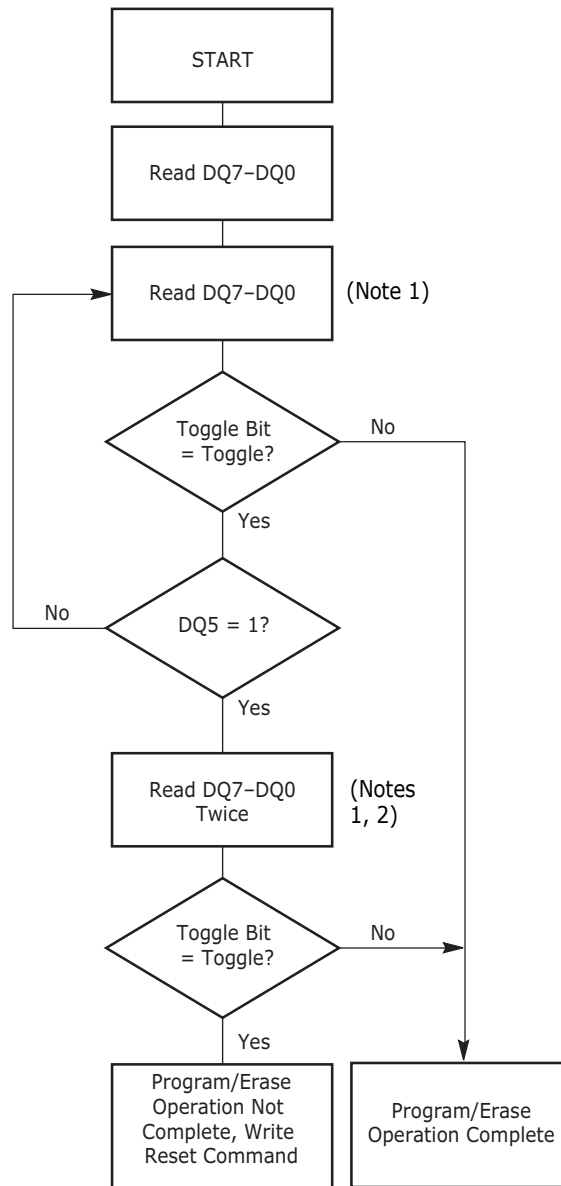 START
Read DQ7–DQ0
Read DQ7–DQ0
(Note 1)
Toggle Bit
= Toggle?
No
Yes
No
DQ5 = 1?
Yes
Read DQ7–DQ0
Twice
(Notes
1, 2)
Toggle Bit
= Toggle?
No
Yes
Program/Erase
Operation Not
Complete, Write
Reset Command
Program/Erase
Operation Complete